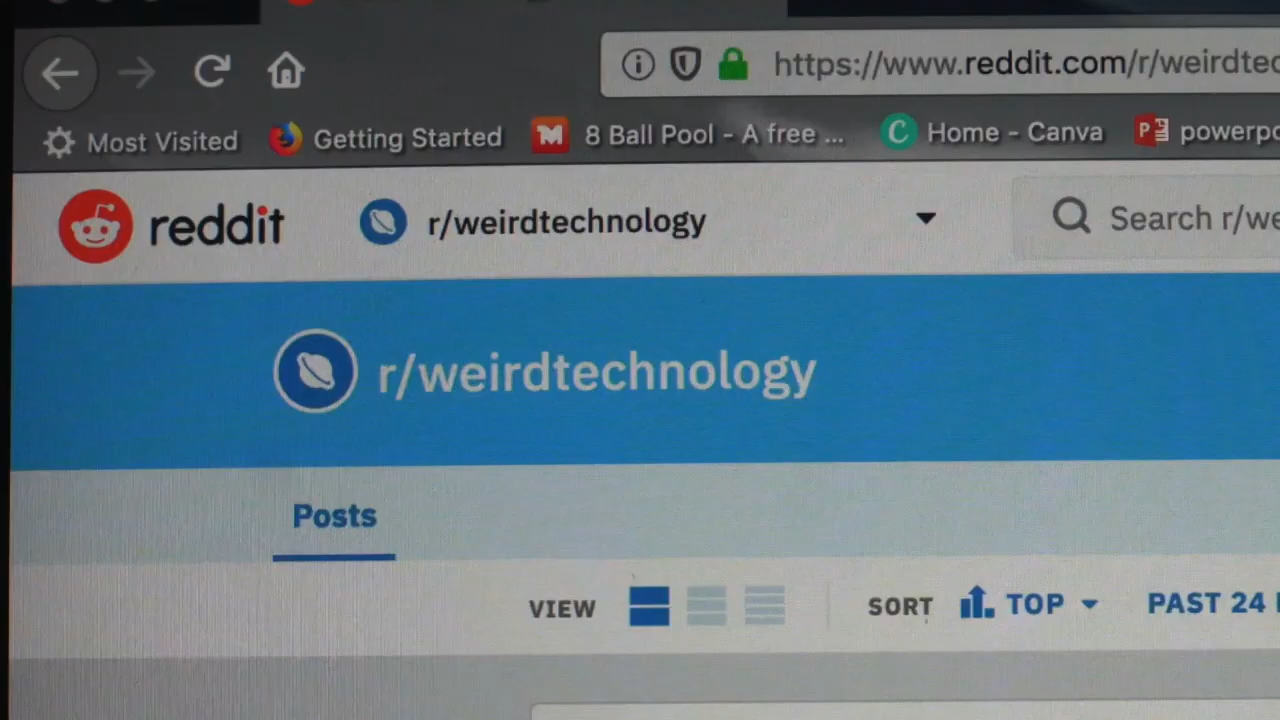 https://www.reddit.com/r/weirdtec
Most Visited Getting Started 8 Ball Pool - A free ... Home - Canva powerpo
reddit r/weirdtechnology Search r/we
r/weirdtechnology
Posts
VIEW SORT TOP PAST 24